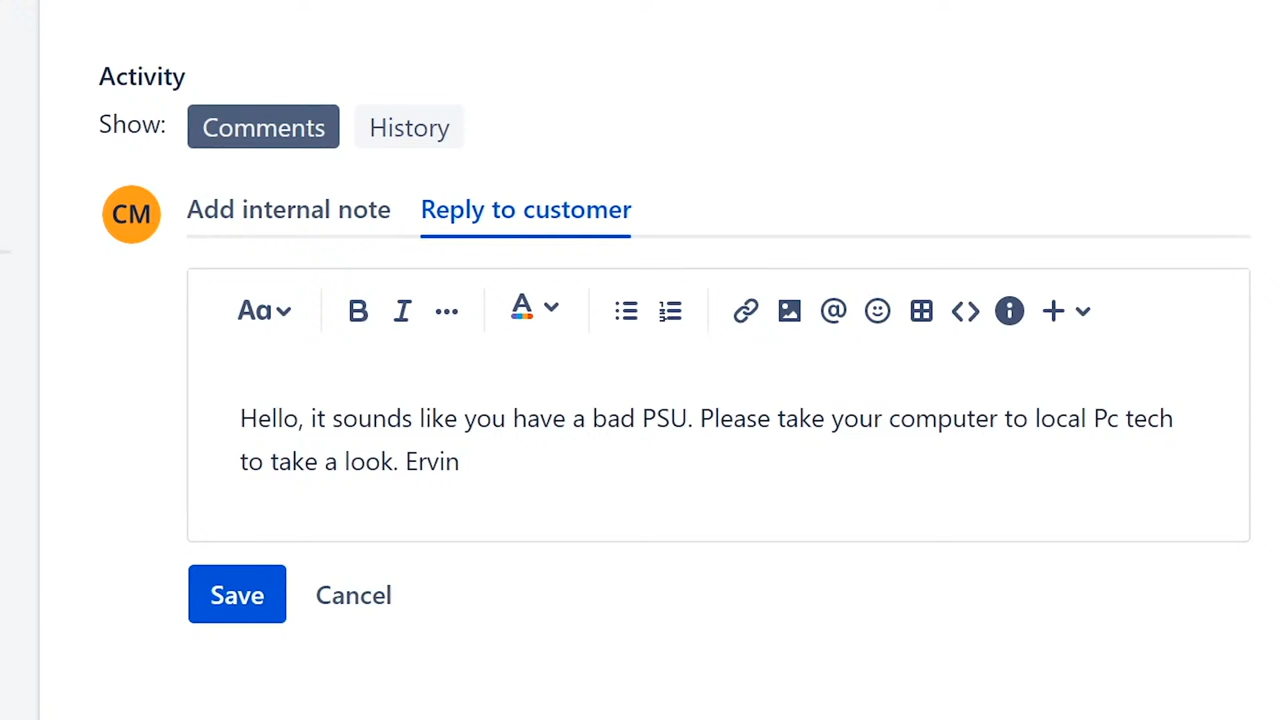 Activity
Show: Comments History
CM Add internal note Reply to customer
Aa B I ... A @ <> i +
Hello, it sounds like you have a bad PSU. Please take your computer to local Pc tech
to take a look. Ervin
Save Cancel